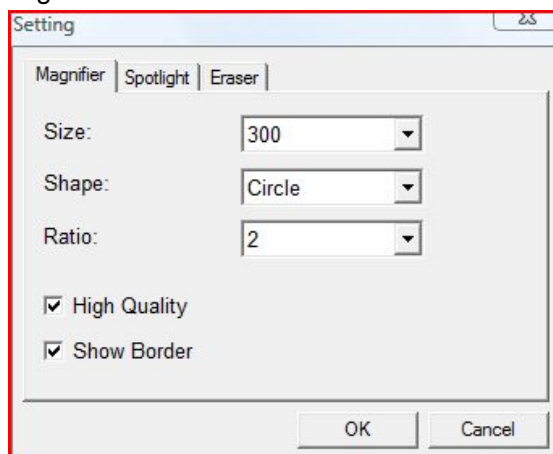 Setting
Magnifier Spotlight Eraser
Size: 300
Shape: Circle
Ratio: 2
High Quality
Show Border
OK Cancel